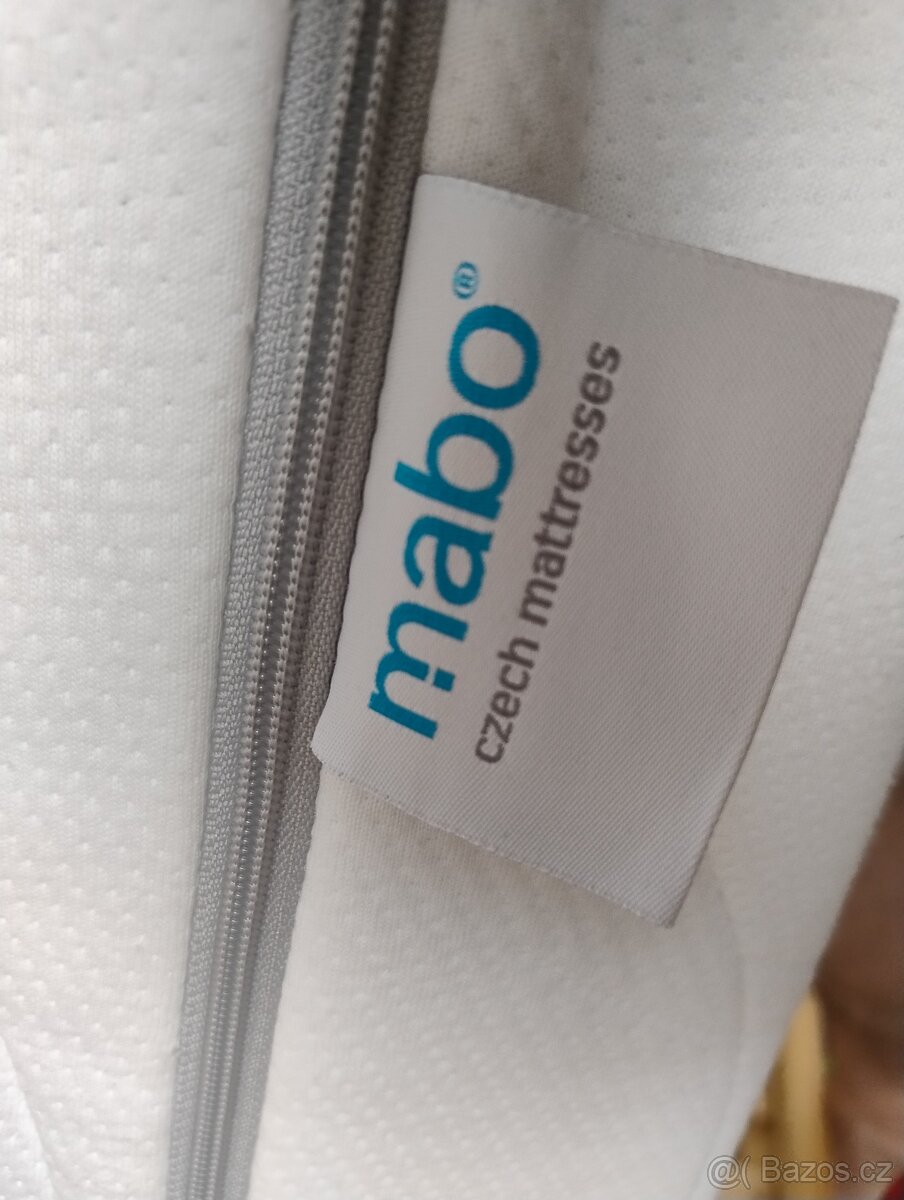 mabo®
czech mattresses
@( Bazos.cz